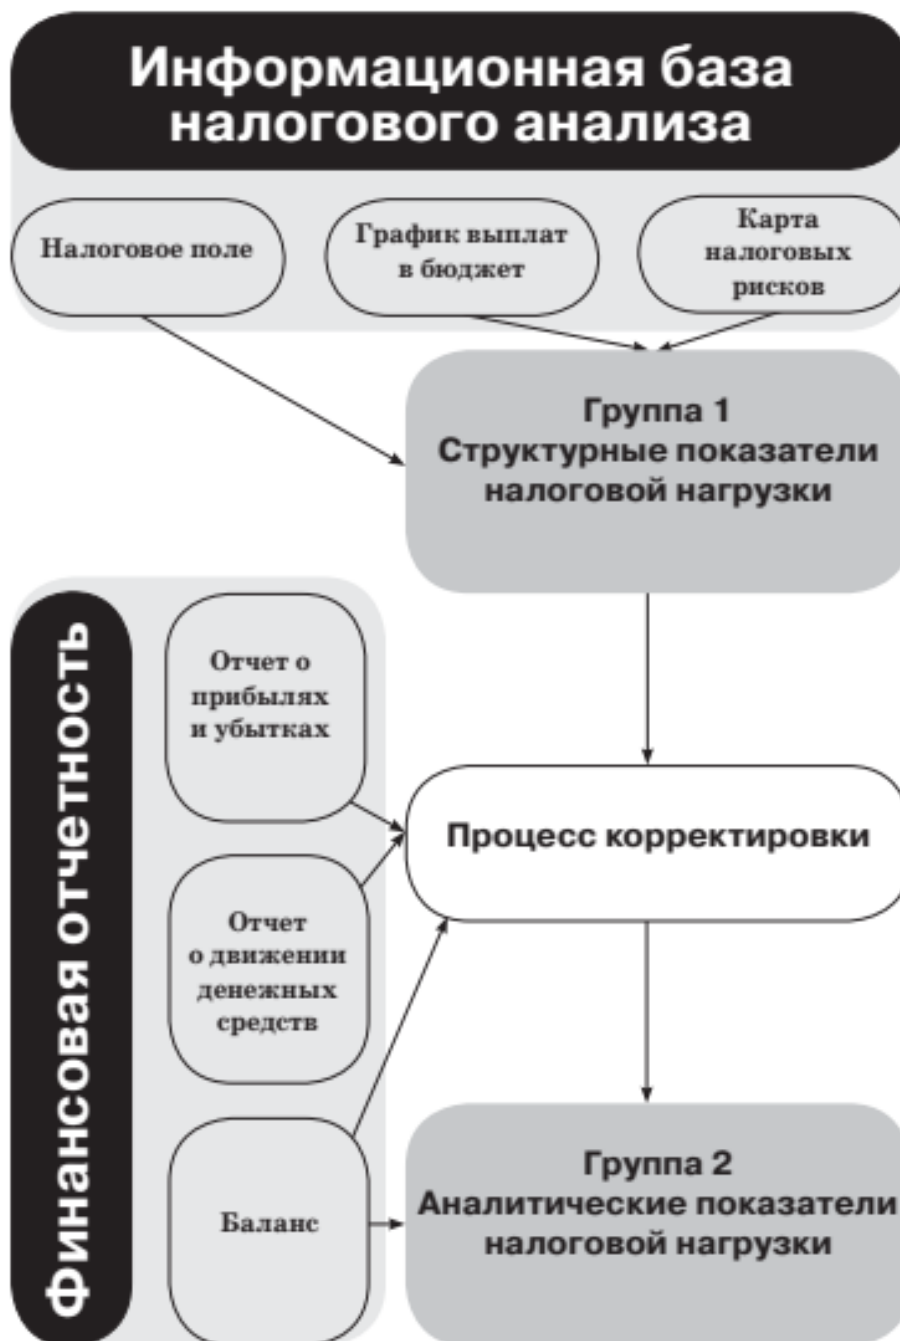 Информационная база
налогового анализа
Налоговое поле
График выплат
в бюджет
Карта
налоговых
рисков
Группа 1
Структурные показатели
налоговой нагрузки
Финансовая отчетность
Отчет о
прибылях
и убытках
Процесс корректировки
Отчет
о движении
денежных
средств
Баланс
Группа 2
Аналитические показатели
налоговой нагрузки